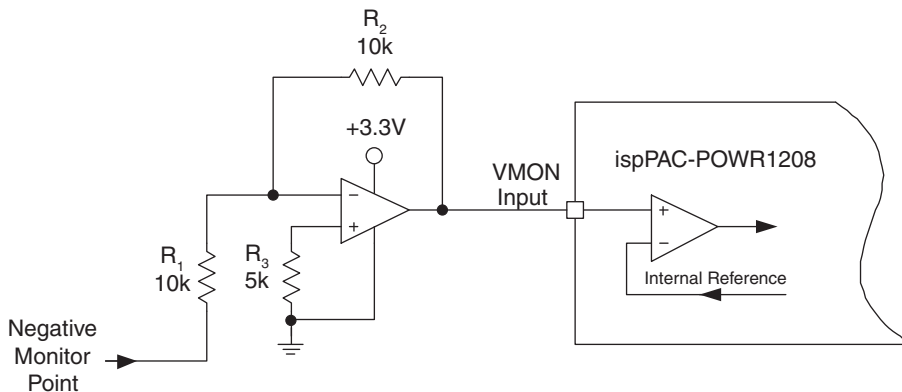 R2
10k
+3.3V
−
+
R1
10k
R3
5k
Negative
Monitor
Point
VMON
Input
ispPAC-POWR1208
+
−
Internal Reference